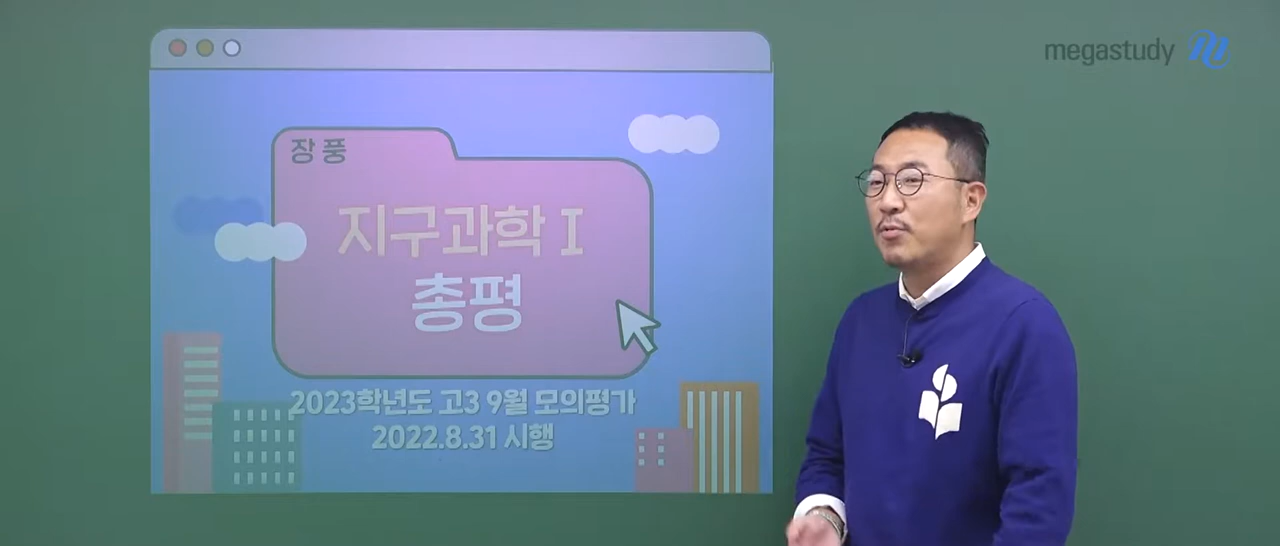 megastudy
장 풍
지구과학 I
총평
2023학년도 고3 9월 모의평가
2022.8.31 시행